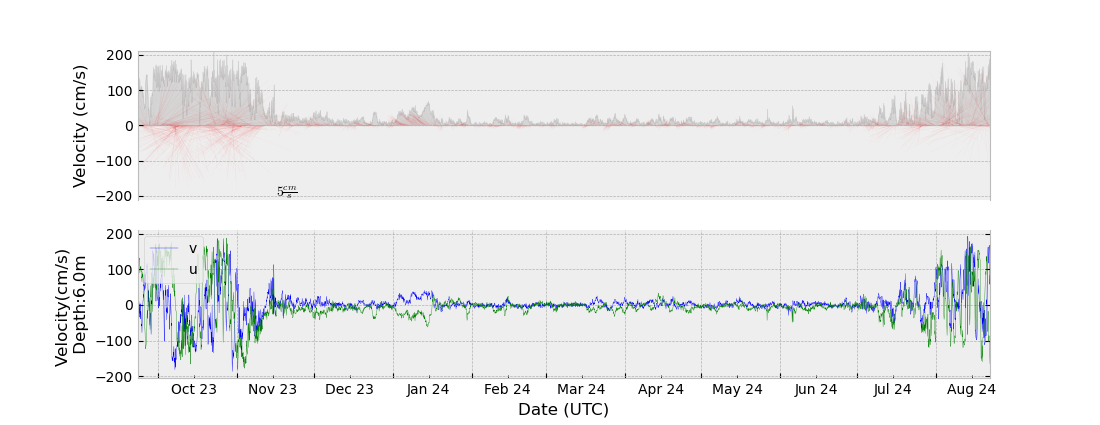 200
100
0
−100
−200
Velocity (cm/s)
5 cm/s
200
100
0
−100
−200
Velocity(cm/s)
Depth:6.0m
v
u
Oct 23 Nov 23 Dec 23 Jan 24 Feb 24 Mar 24 Apr 24 May 24 Jun 24 Jul 24 Aug 24
Date (UTC)